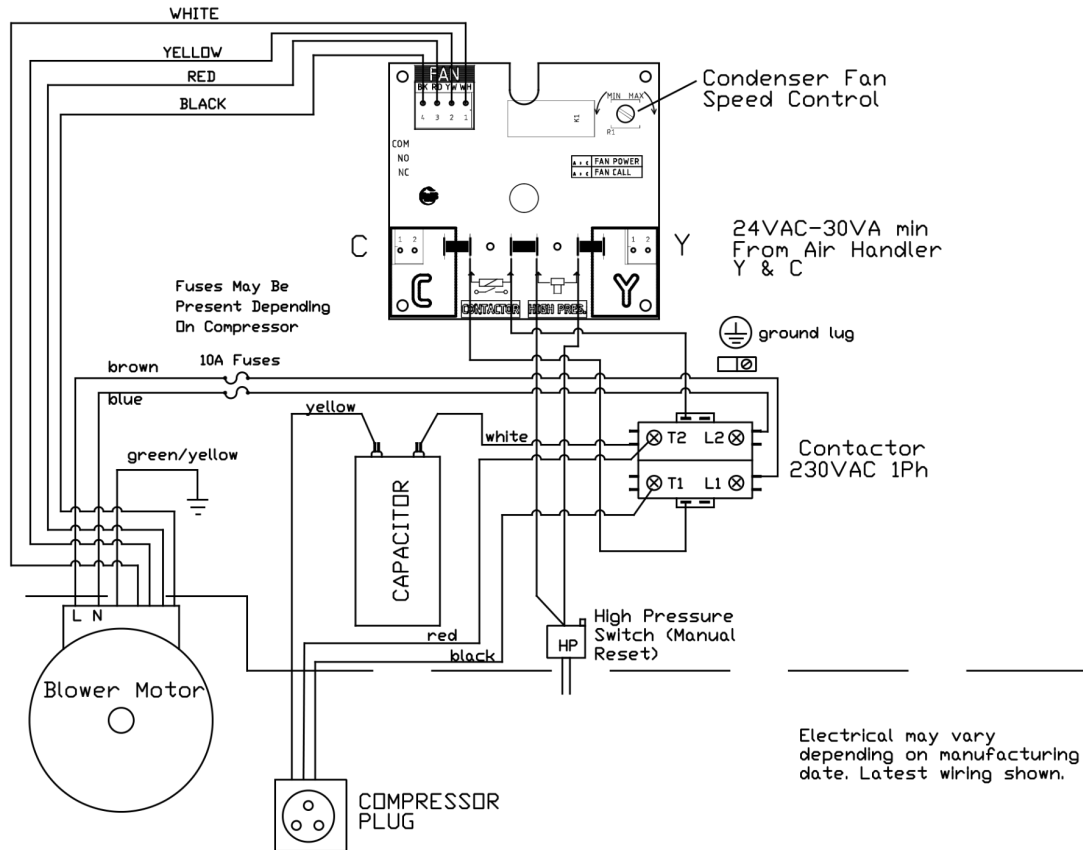 WHITE
YELLOW
RED
BLACK
FAN
BK RD YW WH
4 3 2 1
K1
MIN MAX
R1
Condenser Fan
Speed Control
COM
NO
NC
FAN POWER
FAN CALL
C
1 2
C
CONTACTOR
HIGH PRES.
1 2
Y
Y
24VAC-30VA min
From Air Handler
Y & C
Fuses May Be
Present Depending
On Compressor
ground lug
brown
10A Fuses
blue
yellow
white
T2 L2
T1 L1
Contactor
230VAC 1Ph
green/yellow
CAPACITOR
L N
Blower Motor
red
black
HP
High Pressure
Switch (Manual
Reset)
Electrical may vary
depending on manufacturing
date. Latest wiring shown.
COMPRESSOR
PLUG